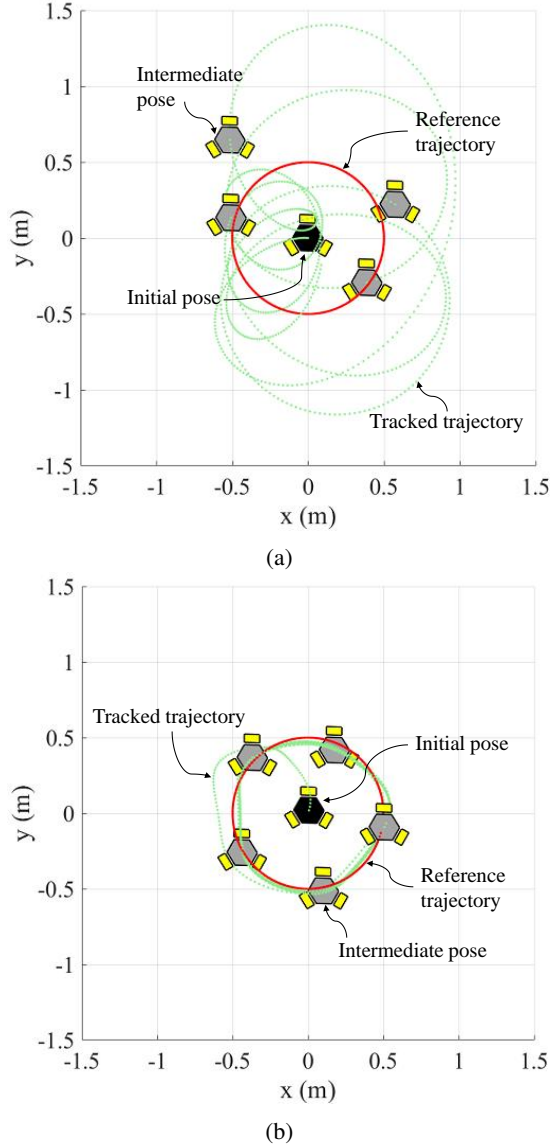 1.5
Intermediate
pose
1
Reference
trajectory
0.5
y (m)
0
Initial pose
-0.5
-1
Tracked trajectory
-1.5
-1.5 -1 -0.5 0 0.5 1 1.5
x (m)
(a)
1.5
1
Tracked trajectory
Initial pose
0.5
y (m)
0
Reference
trajectory
-0.5
Intermediate pose
-1
-1.5
-1.5 -1 -0.5 0 0.5 1 1.5
x (m)
(b)